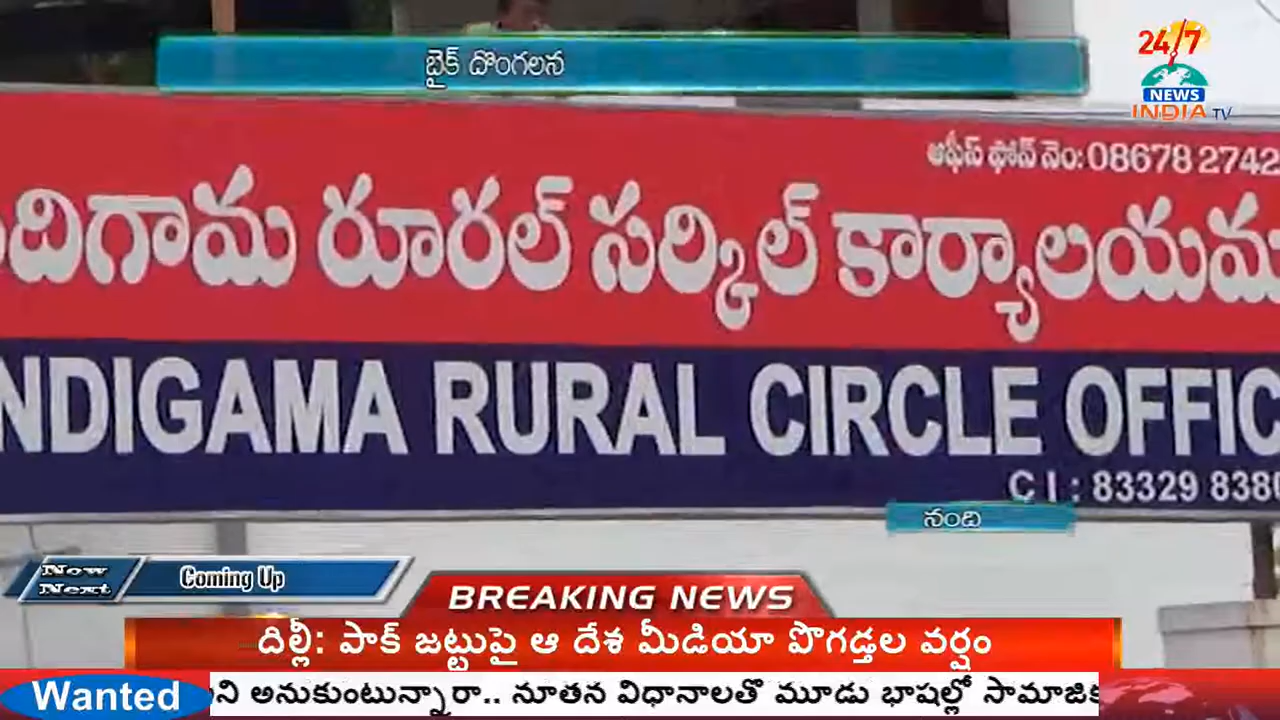 బైక్ దొంగలన
24/7
NEWS
INDIA TV
ఆఫీస్ ఫోన్ నెం:08678 2742
దిగామ రూరల్ సర్కిల్ కార్యాలయము
NDIGAMA RURAL CIRCLE OFFIC
C I : 83329 8380
నంది
Now
Next
Coming Up
BREAKING NEWS
దిల్లీ: పాక్ జట్టుపై ఆ దేశ మీడియా పొగడ్తల వర్షం
Wanted
ని అనుకుంటున్నారా.. నూతన విధానాలతో మూడు భాషల్లో సామాజిక